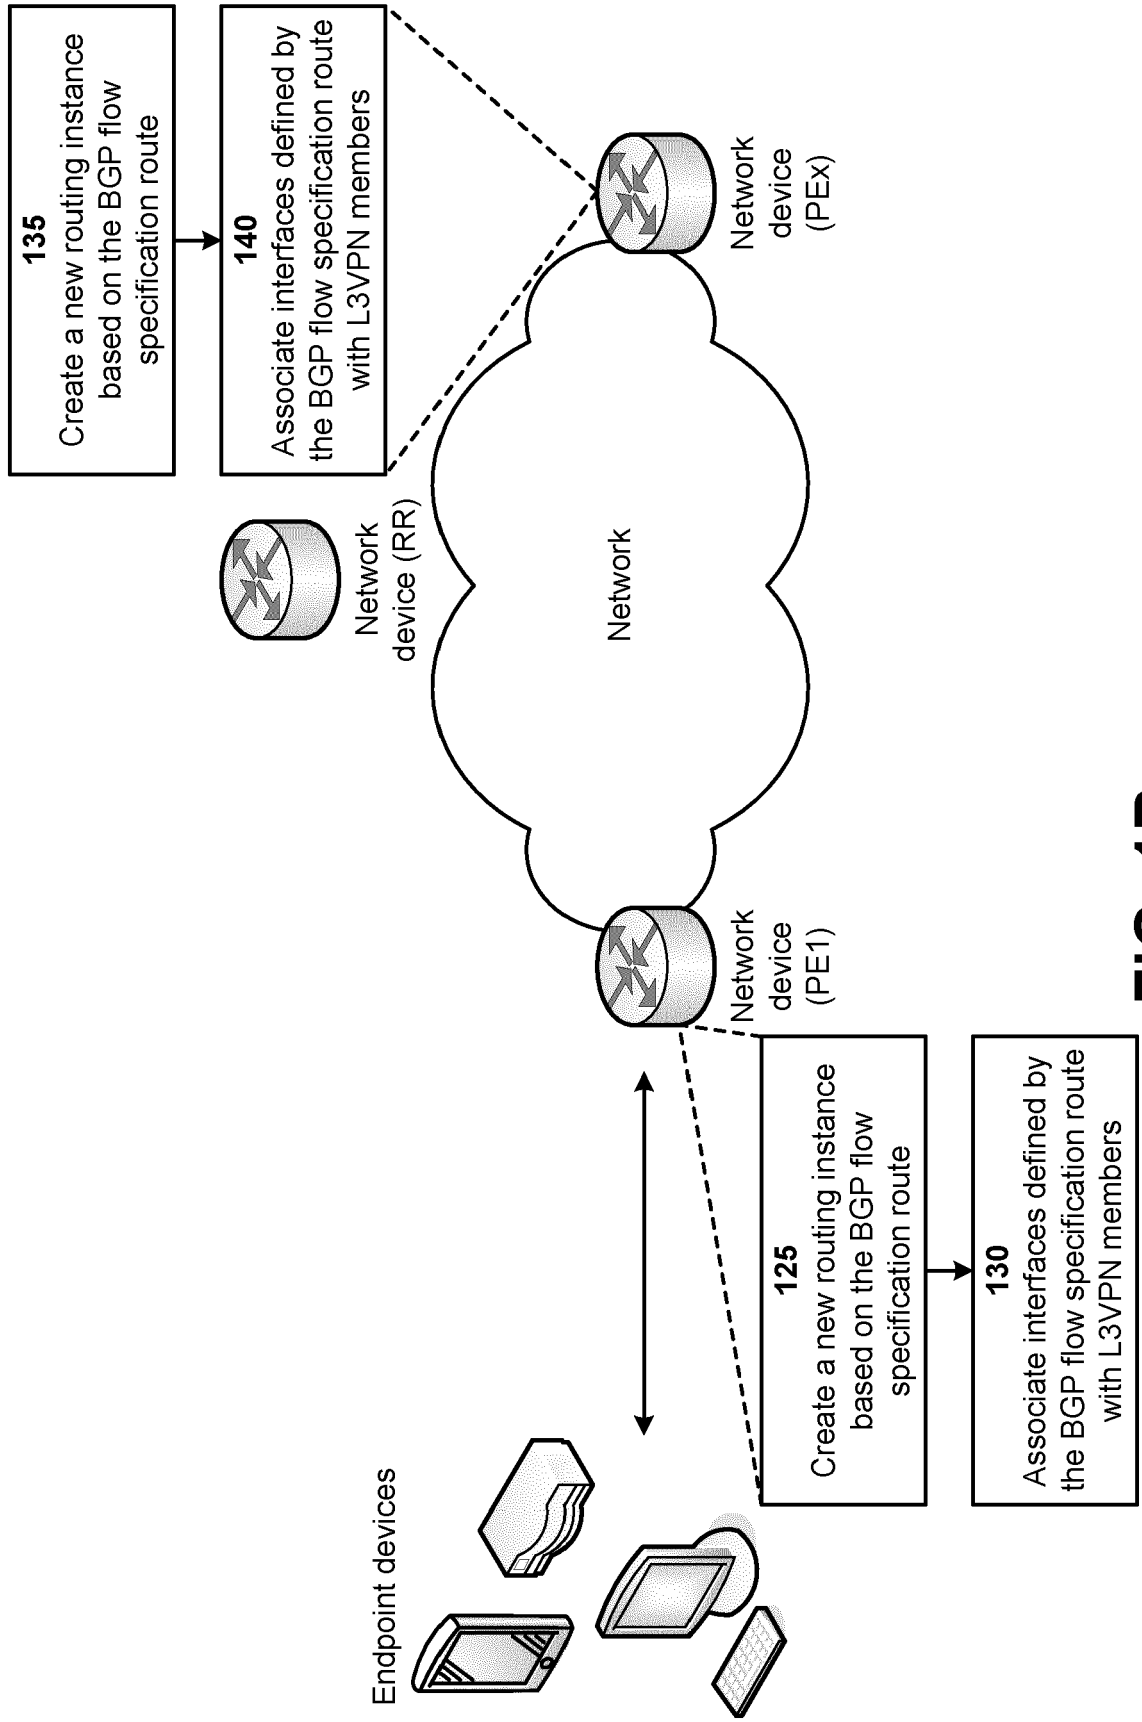 135
Create a new routing instance
based on the BGP flow
specification route
140
Associate interfaces defined by
the BGP flow specification route
with L3VPN members
Network
device (RR)
Endpoint devices
Network
Network
device
(PE1)
Network
device
(PEx)
125
Create a new routing instance
based on the BGP flow
specification route
130
Associate interfaces defined by
the BGP flow specification route
with L3VPN members
FIG.